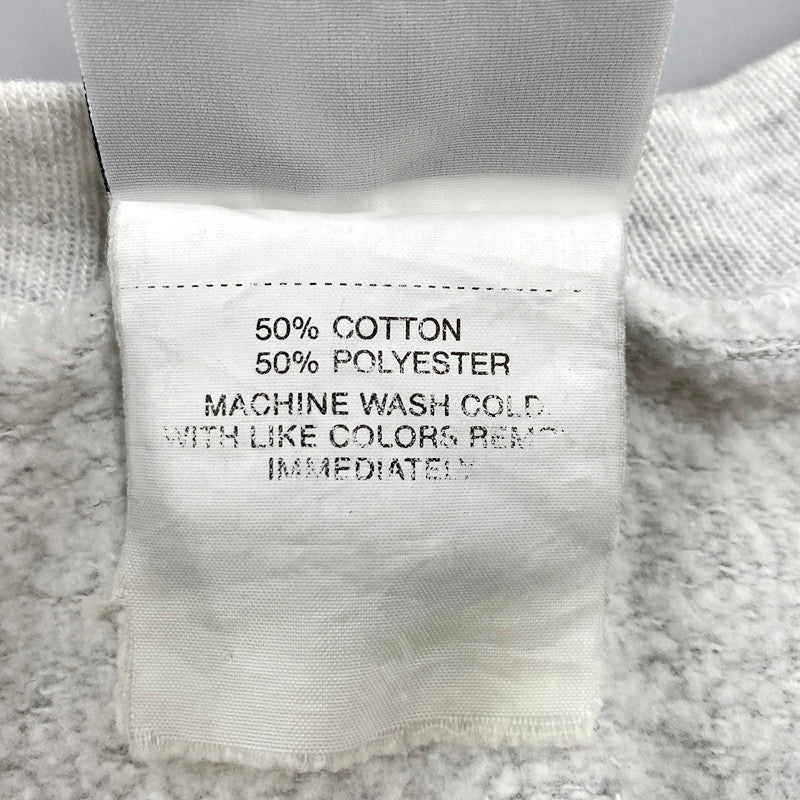 50% COTTON
50% POLYESTER
MACHINE WASH COLD
WITH LIKE COLORS
IMMEDIATELY